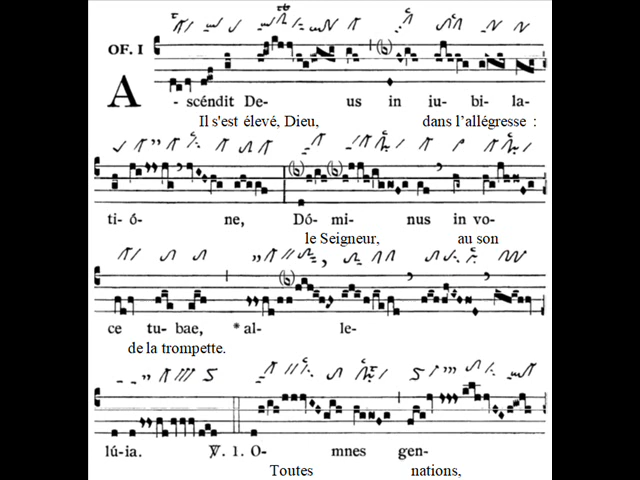 OF. I
A - scéndit De- us in iu- bi- la-
Il s'est élevé, Dieu, dans l’allégresse :
ti- ó- ne, Dó- mi- nus in vo-
le Seigneur, au son
ce tu- bae, * al- le-
de la trompette.
lú-ia. ℣. 1. O- mnes gen-
Toutes nations,